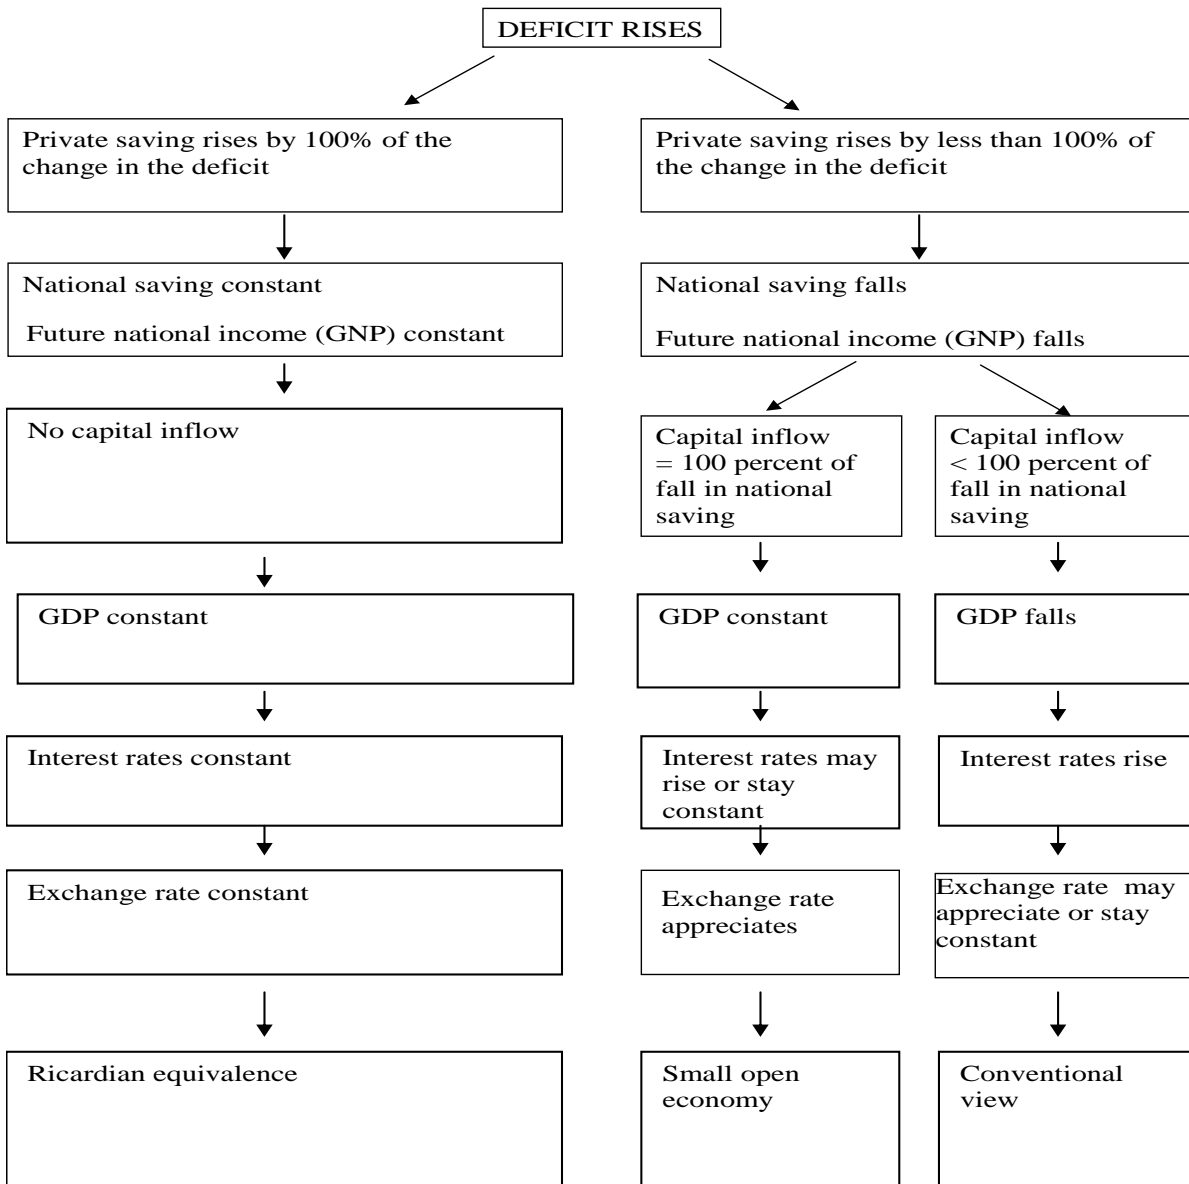 DEFICIT RISES
Private saving rises by 100% of the
change in the deficit
Private saving rises by less than 100% of
the change in the deficit
National saving constant
Future national income (GNP) constant
National saving falls
Future national income (GNP) falls
No capital inflow
Capital inflow
= 100 percent of
fall in national
saving
Capital inflow
< 100 percent of
fall in national
saving
GDP constant
GDP constant
GDP falls
Interest rates constant
Interest rates may
rise or stay
constant
Interest rates rise
Exchange rate constant
Exchange rate
appreciates
Exchange rate may
appreciate or stay
constant
Ricardian equivalence
Small open
economy
Conventional
view